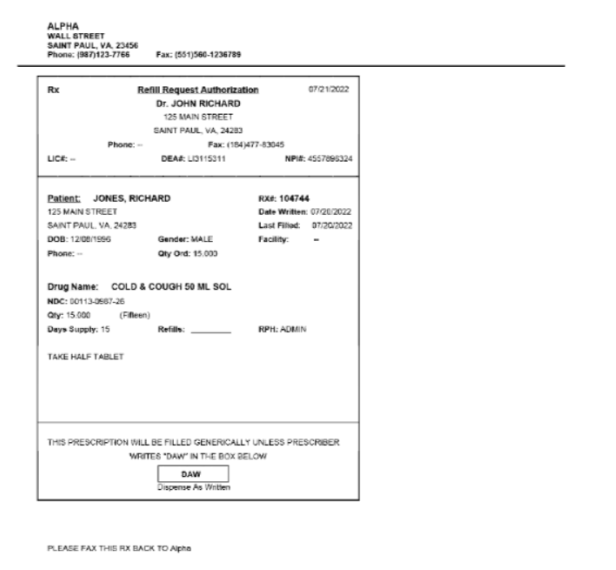 ALPHA
WALL STREET
SAINT PAUL, VA, 23456
Phone: (987)123-7766 Fax: (551)560-1236789
Rx Refill Request Authorization 07/21/2022
Dr. JOHN RICHARD
125 MAIN STREET
SAINT PAUL, VA, 24283
Phone: -- Fax: (184)477-83045
LIC#: -- DEA#: LI3115311 NPI#: 4557896324
Patient: JONES, RICHARD RX#: 104744
125 MAIN STREET Date Written: 07/20/2022
SAINT PAUL, VA, 24283 Last Filled: 07/20/2022
DOB: 12/08/1996 Gender: MALE Facility: --
Phone: -- Qty Ord: 15.000
Drug Name: COLD & COUGH 50 ML SOL
NDC: 50113-0987-26
Qty: 15.000 (Fifteen)
Days Supply: 15 Refills: ________ RPH: ADMIN
TAKE HALF TABLET
THIS PRESCRIPTION WILL BE FILLED GENERICALLY UNLESS PRESCRIBER
WRITES "DAW" IN THE BOX BELOW
DAW
Dispense As Written
PLEASE FAX THIS RX BACK TO Alpha